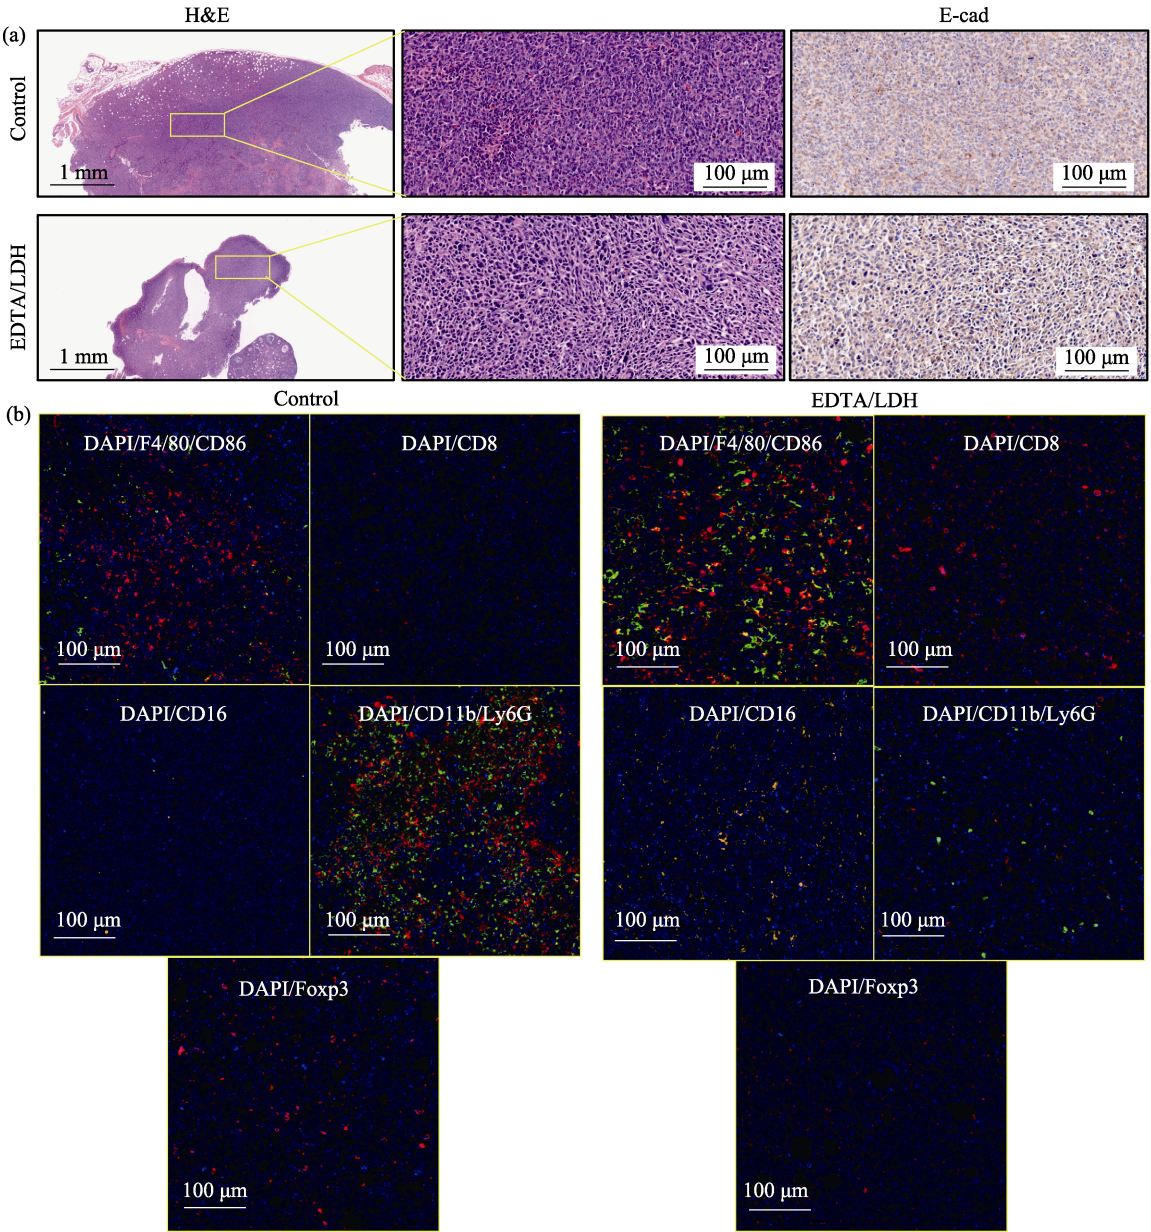 H&E
E-cad
(a)
Control
1 mm
100 μm
100 μm
EDTA/LDH
1 mm
100 μm
100 μm
(b)
Control
EDTA/LDH
DAPI/F4/80/CD86
DAPI/CD8
DAPI/F4/80/CD86
DAPI/CD8
100 μm
100 μm
100 μm
100 μm
DAPI/CD16
DAPI/CD11b/Ly6G
DAPI/CD16
DAPI/CD11b/Ly6G
100 μm
100 μm
100 μm
100 μm
DAPI/Foxp3
DAPI/Foxp3
100 μm
100 μm